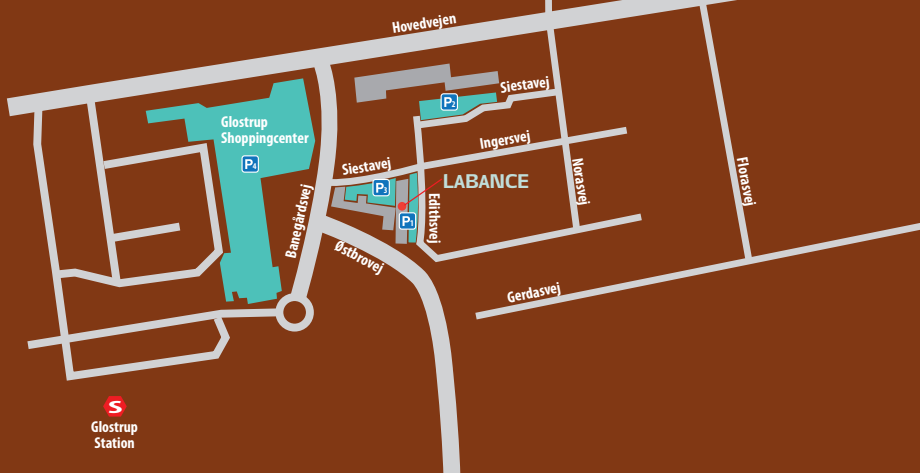 Hovedvejen
Siestavej
P2
Glostrup
Shoppingcenter
Ingersvej
P4
Siestavej
Norasvej
Florasvej
LABANCE
P3
Banegårdsvej
Edithsvej
P1
Østbrovej
Gerdasvej
S
Glostrup
Station